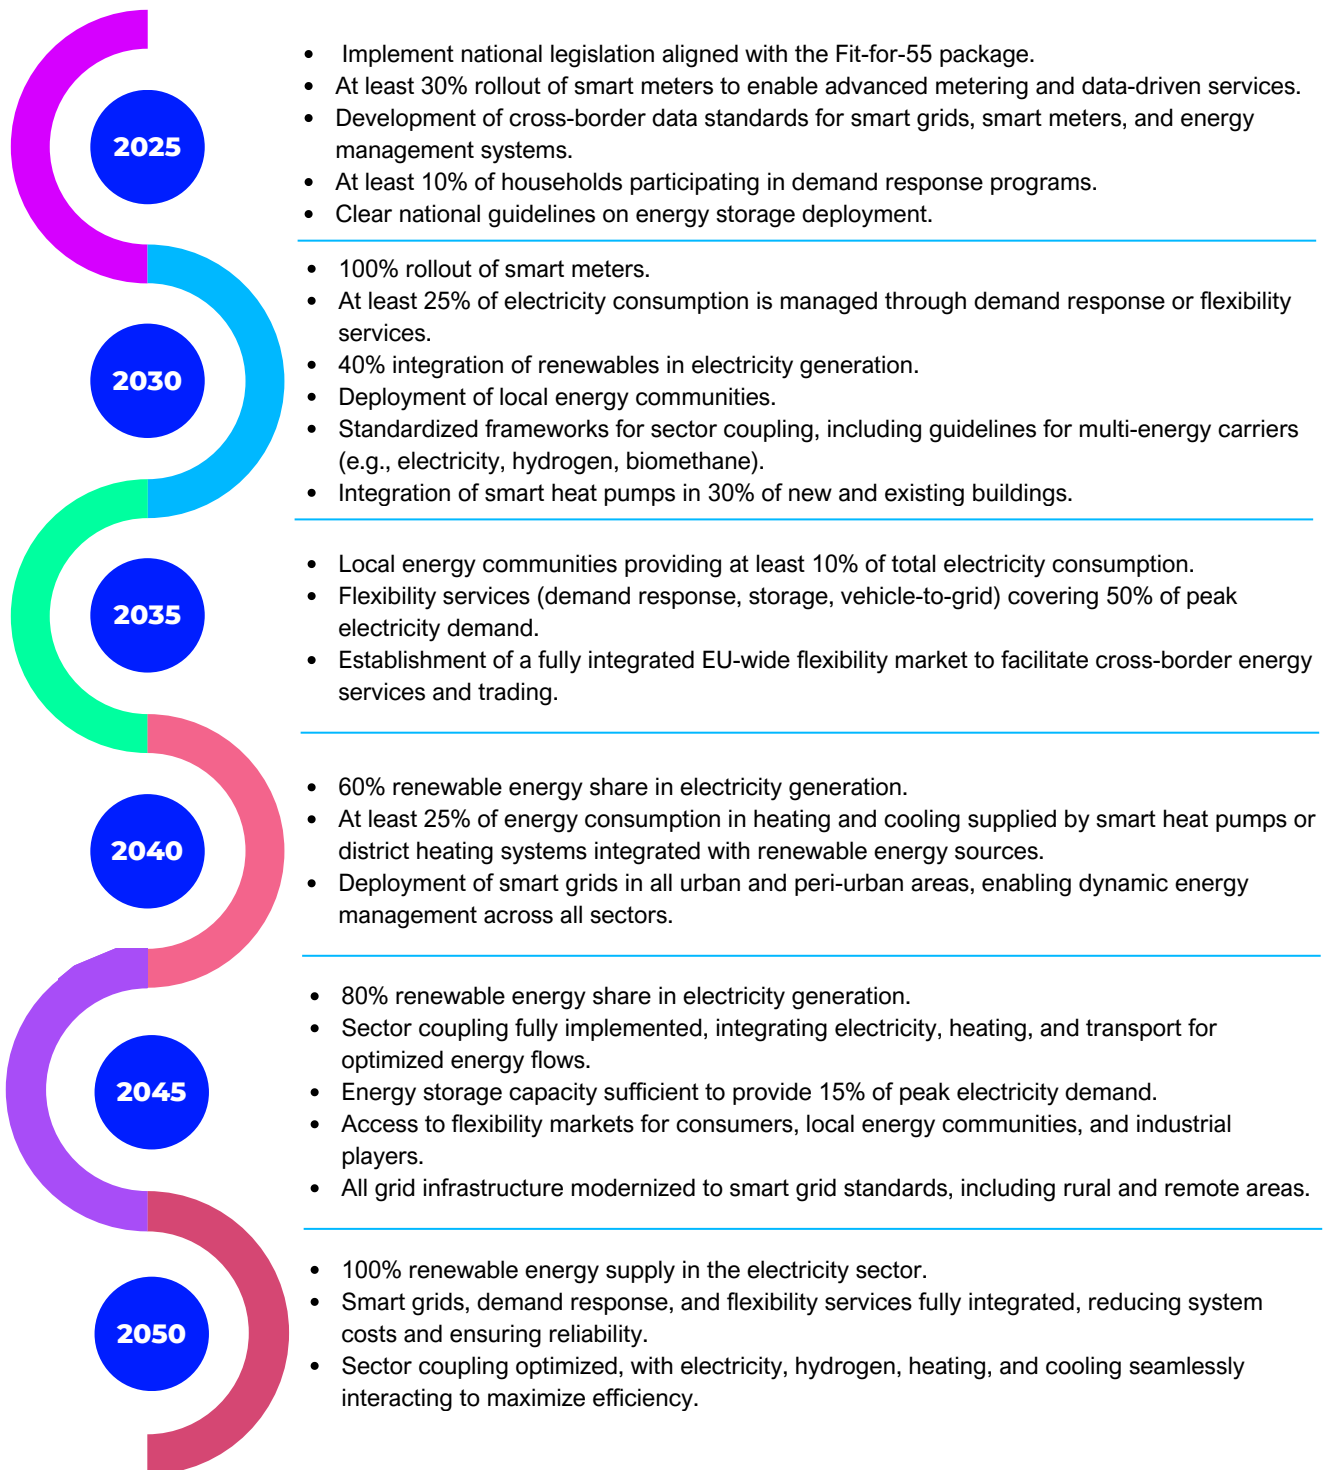 2025
• Implement national legislation aligned with the Fit-for-55 package.
• At least 30% rollout of smart meters to enable advanced metering and data-driven services.
• Development of cross-border data standards for smart grids, smart meters, and energy
management systems.
• At least 10% of households participating in demand response programs.
• Clear national guidelines on energy storage deployment.
2030
• 100% rollout of smart meters.
• At least 25% of electricity consumption is managed through demand response or flexibility
services.
• 40% integration of renewables in electricity generation.
• Deployment of local energy communities.
• Standardized frameworks for sector coupling, including guidelines for multi-energy carriers
(e.g., electricity, hydrogen, biomethane).
• Integration of smart heat pumps in 30% of new and existing buildings.
2035
• Local energy communities providing at least 10% of total electricity consumption.
• Flexibility services (demand response, storage, vehicle-to-grid) covering 50% of peak
electricity demand.
• Establishment of a fully integrated EU-wide flexibility market to facilitate cross-border energy
services and trading.
2040
• 60% renewable energy share in electricity generation.
• At least 25% of energy consumption in heating and cooling supplied by smart heat pumps or
district heating systems integrated with renewable energy sources.
• Deployment of smart grids in all urban and peri-urban areas, enabling dynamic energy
management across all sectors.
2045
• 80% renewable energy share in electricity generation.
• Sector coupling fully implemented, integrating electricity, heating, and transport for
optimized energy flows.
• Energy storage capacity sufficient to provide 15% of peak electricity demand.
• Access to flexibility markets for consumers, local energy communities, and industrial
players.
• All grid infrastructure modernized to smart grid standards, including rural and remote areas.
2050
• 100% renewable energy supply in the electricity sector.
• Smart grids, demand response, and flexibility services fully integrated, reducing system
costs and ensuring reliability.
• Sector coupling optimized, with electricity, hydrogen, heating, and cooling seamlessly
interacting to maximize efficiency.